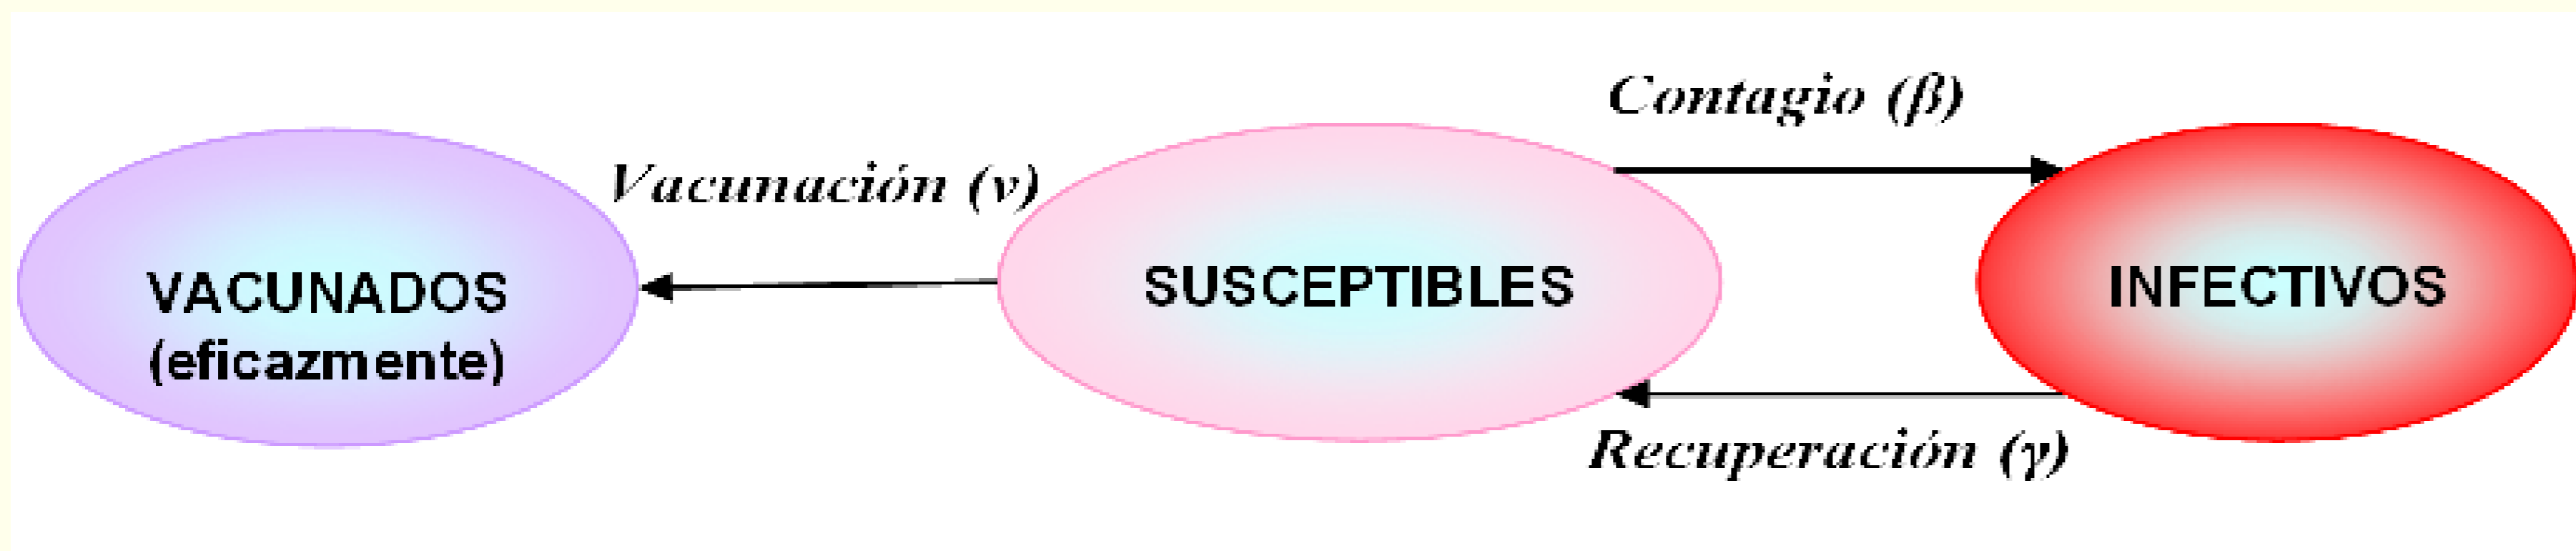 Contagio (β)
Vacunación (v)
VACUNADOS
(eficazmente)
SUSCEPTIBLES
INFECTIVOS
Recuperación (γ)